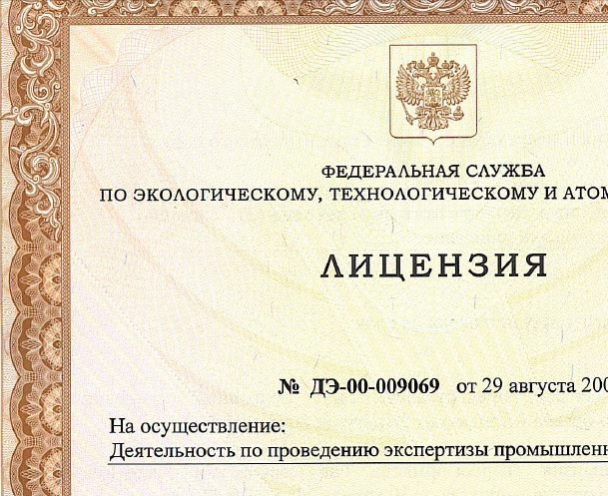 ФЕДЕРАЛЬНАЯ СЛУЖБА
ПО ЭКОЛОГИЧЕСКОМУ, ТЕХНОЛОГИЧЕСКОМУ И АТОМ
ЛИЦЕНЗИЯ
№ ДЭ-00-009069 от 29 августа 200
На осуществление:
Деятельность по проведению экспертизы промышлен